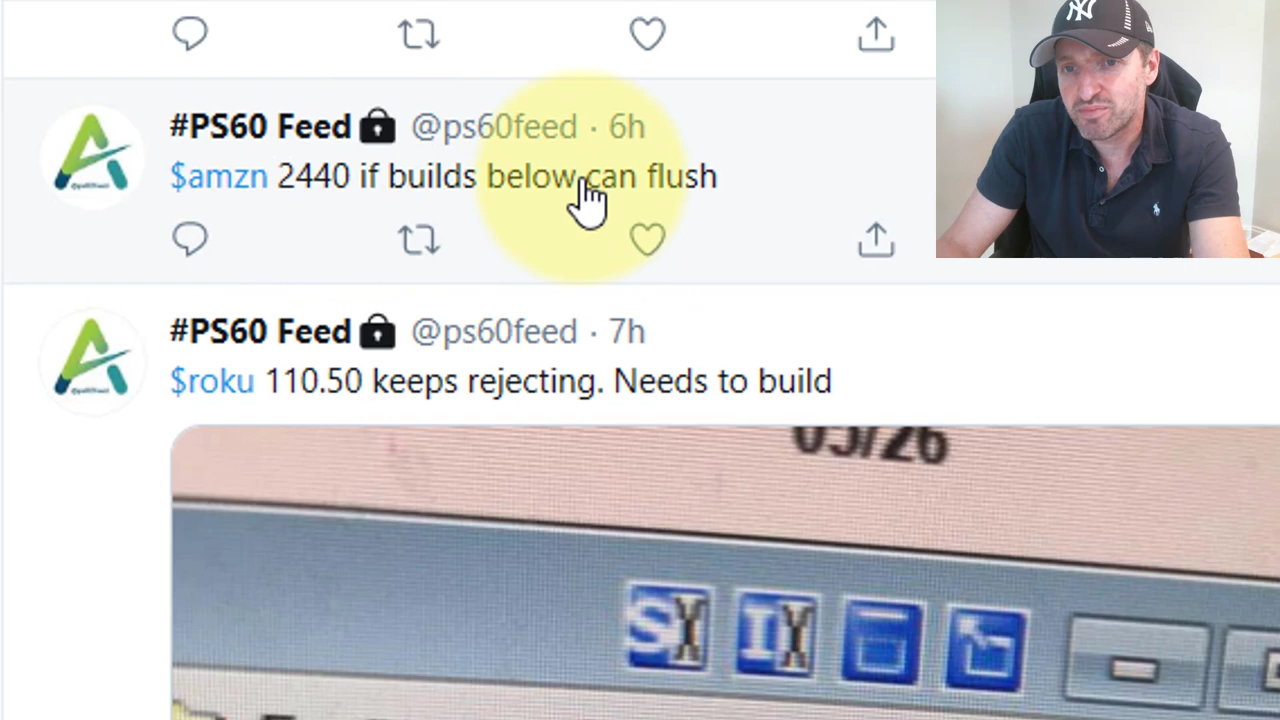 #PS60 Feed @ps60feed · 6h
$amzn 2440 if builds below can flush
#PS60 Feed @ps60feed · 7h
$roku 110.50 keeps rejecting. Needs to build
05/26
SX IX
NY